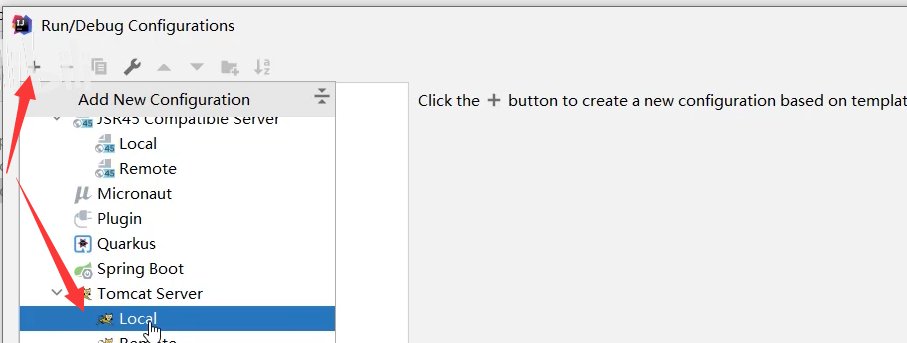 Run/Debug Configurations
Add New Configuration
Click the + button to create a new configuration based on templat
JSR45 Compatible Server
Local
Remote
Micronaut
Plugin
Quarkus
Spring Boot
Tomcat Server
Local
Remote